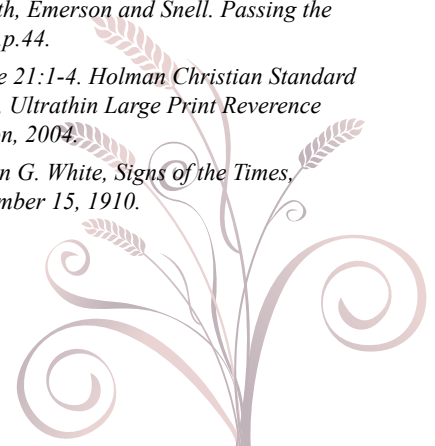 th, Emerson and Snell. Passing the
.p.44.
e 21:1-4. Holman Christian Standard
, Ultrathin Large Print Reverence
on, 2004.
n G. White, Signs of the Times,
mber 15, 1910.